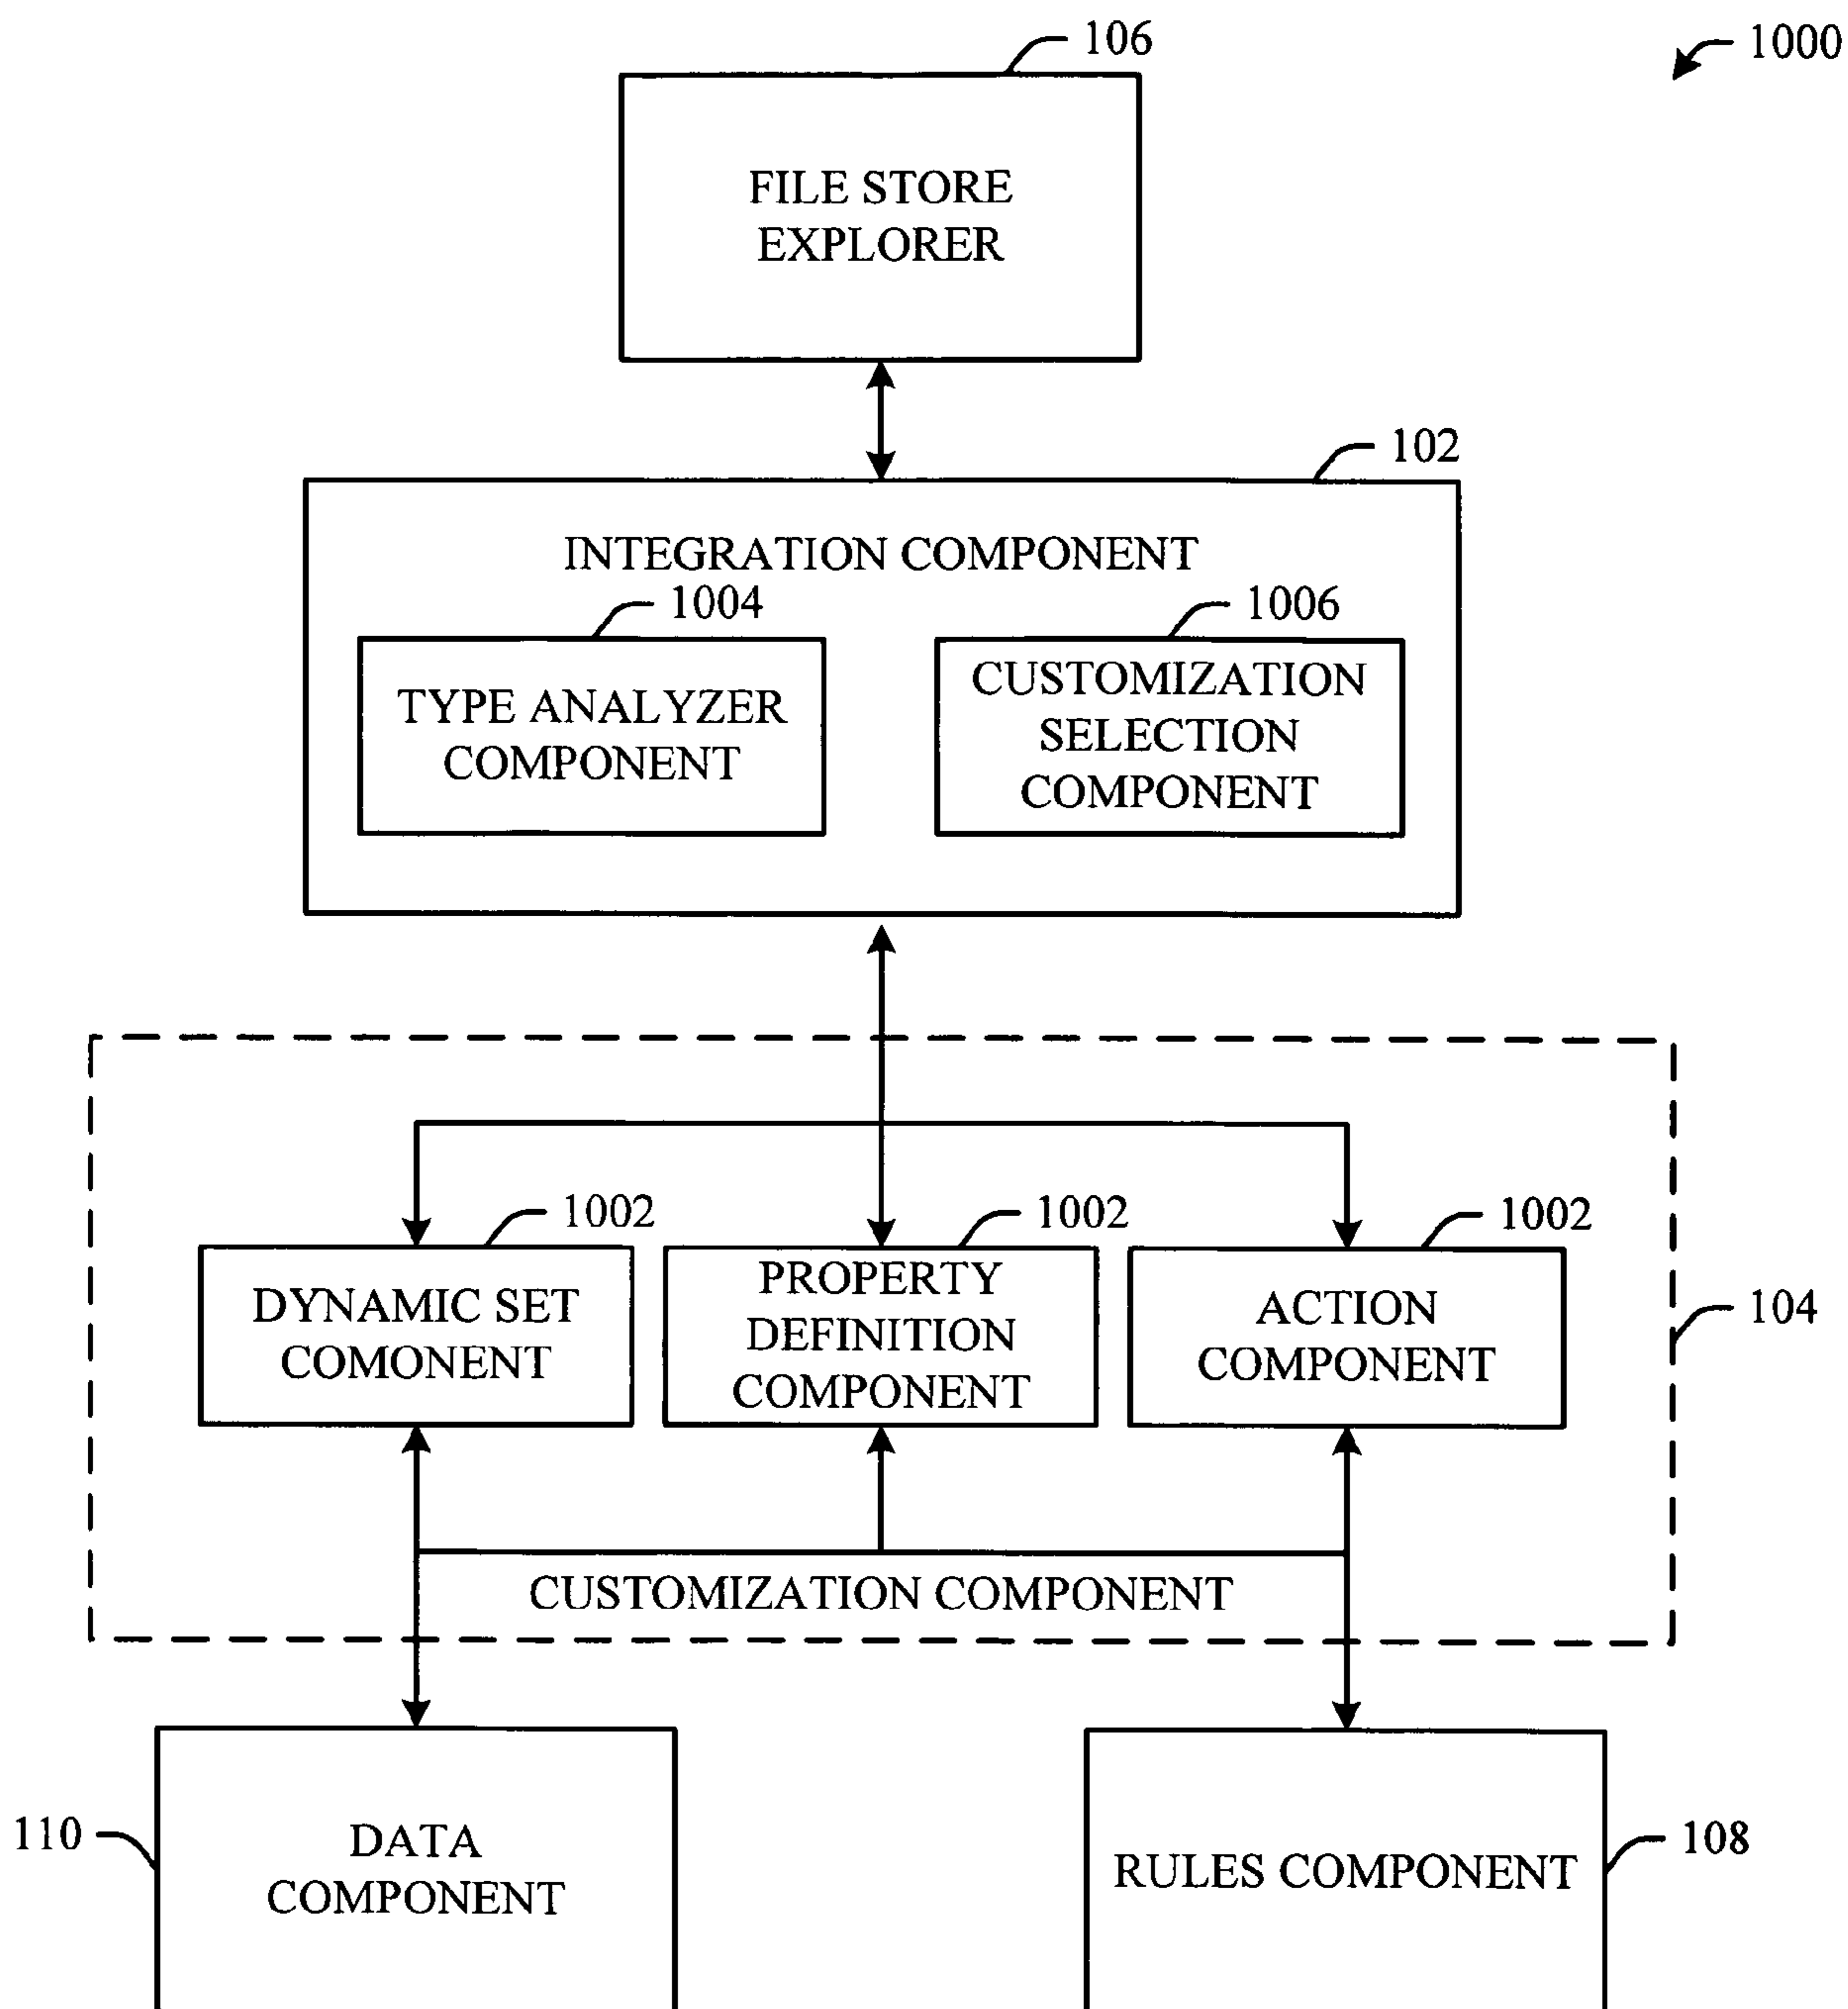 106
1000
FILE STORE
EXPLORER
102
INTEGRATION COMPONENT
1004
1006
TYPE ANALYZER
COMPONENT
CUSTOMIZATION
SELECTION
COMPONENT
1002
1002
1002
DYNAMIC SET
COMONENT
PROPERTY
DEFINITION
COMPONENT
ACTION
COMPONENT
104
CUSTOMIZATION COMPONENT
110
DATA
COMPONENT
RULES COMPONENT
108